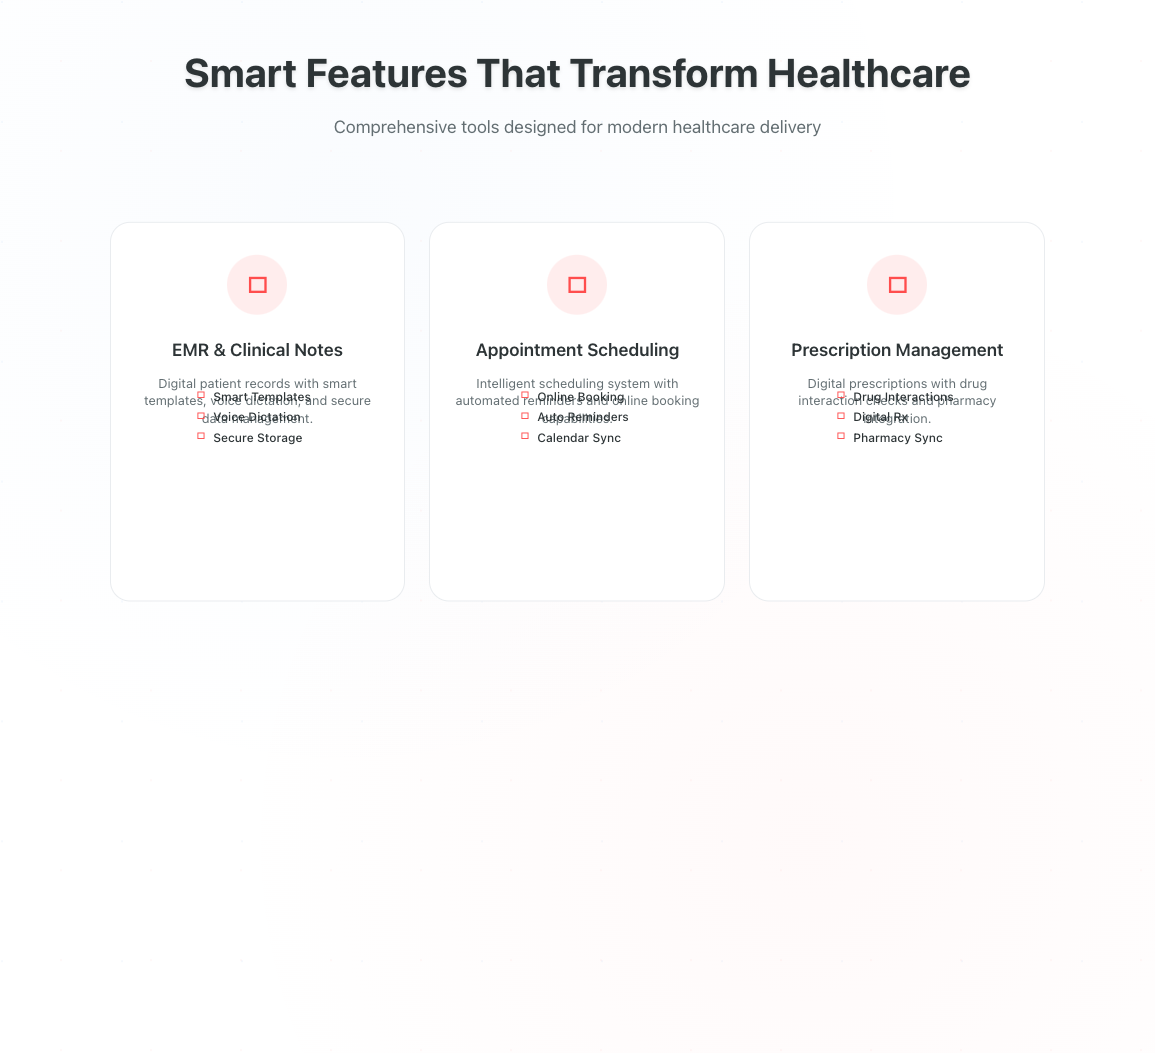 Smart Features That Transform Healthcare
Comprehensive tools designed for modern healthcare delivery
EMR & Clinical Notes
Digital patient records with smart
templates, voice dictation, and secure
data management.
Smart Templates
Voice Dictation
Secure Storage
Appointment Scheduling
Intelligent scheduling system with
automated reminders and online booking
capabilities.
Online Booking
Auto Reminders
Calendar Sync
Prescription Management
Digital prescriptions with drug
interaction checks and pharmacy
integration.
Drug Interactions
Digital Rx
Pharmacy Sync